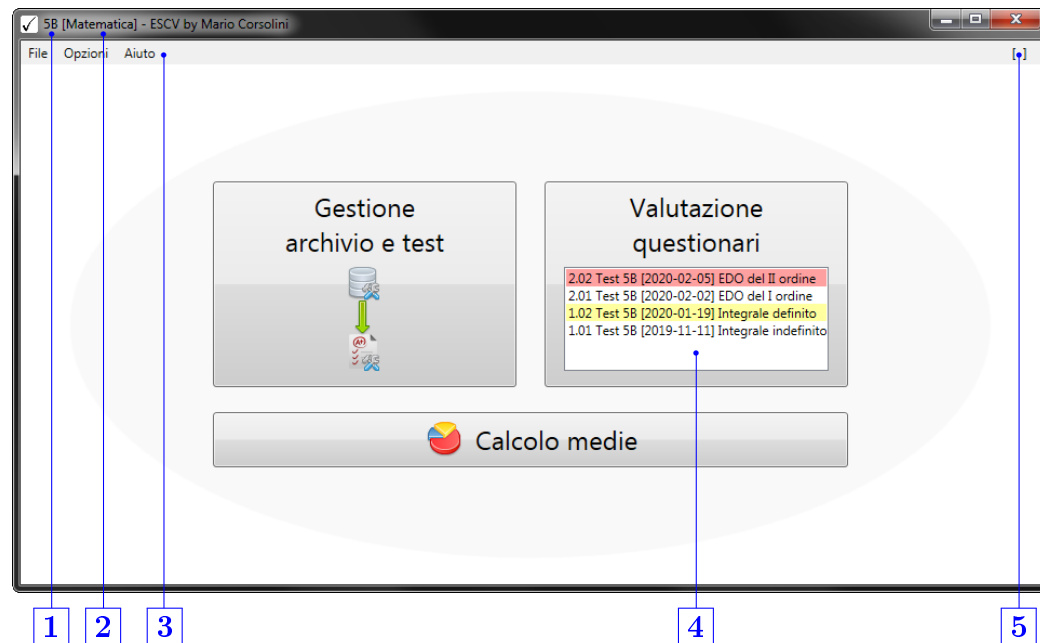 5B [Matematica] - ESCV by Mario Corsolini
File Opzioni Aiuto
Gestione
archivio e test
Valutazione
questionari
2.02 Test 5B [2020-02-05] EDO del II ordine
2.01 Test 5B [2020-02-02] EDO del I ordine
1.02 Test 5B [2020-01-19] Integrale definito
1.01 Test 5B [2019-11-11] Integrale indefinito
A+
Calcolo medie
1 2 3 4 5